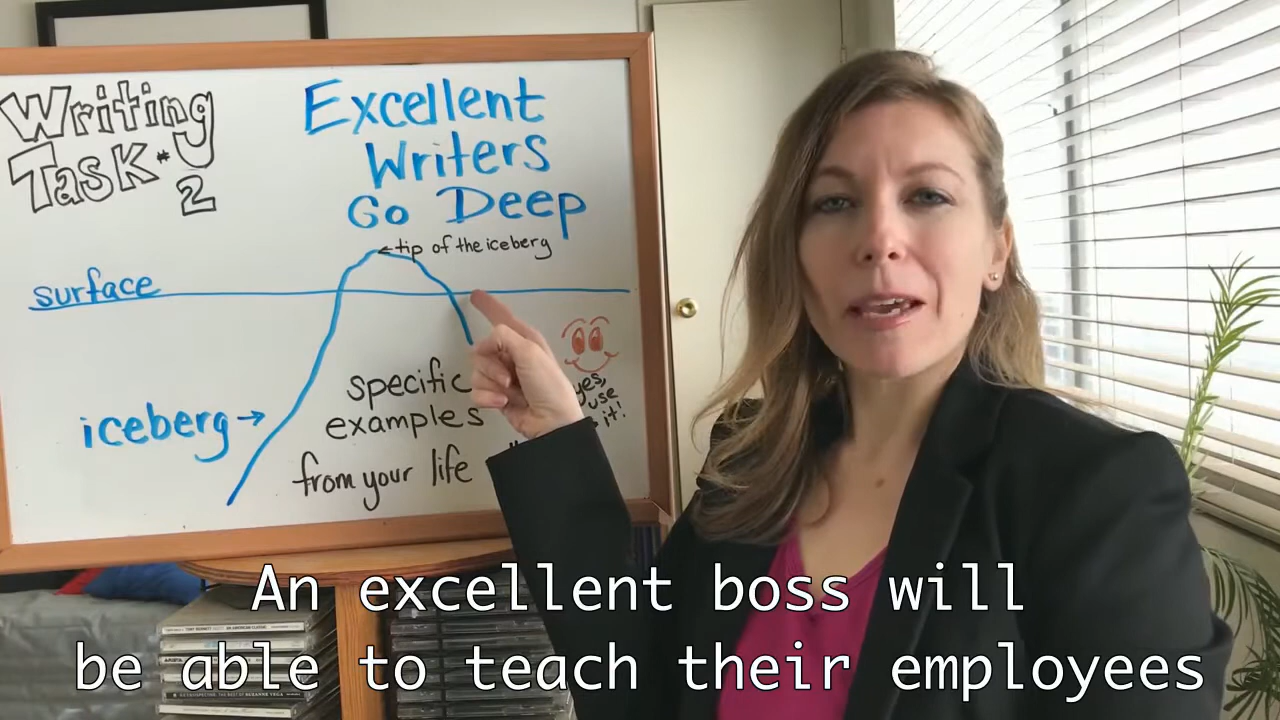 Writing
Task
2
Excellent
Writers
Go Deep
←tip of the iceberg
surface
specific
examples
from your life
iceberg→
yes,
use
it!
An excellent boss will
be able to teach their employees